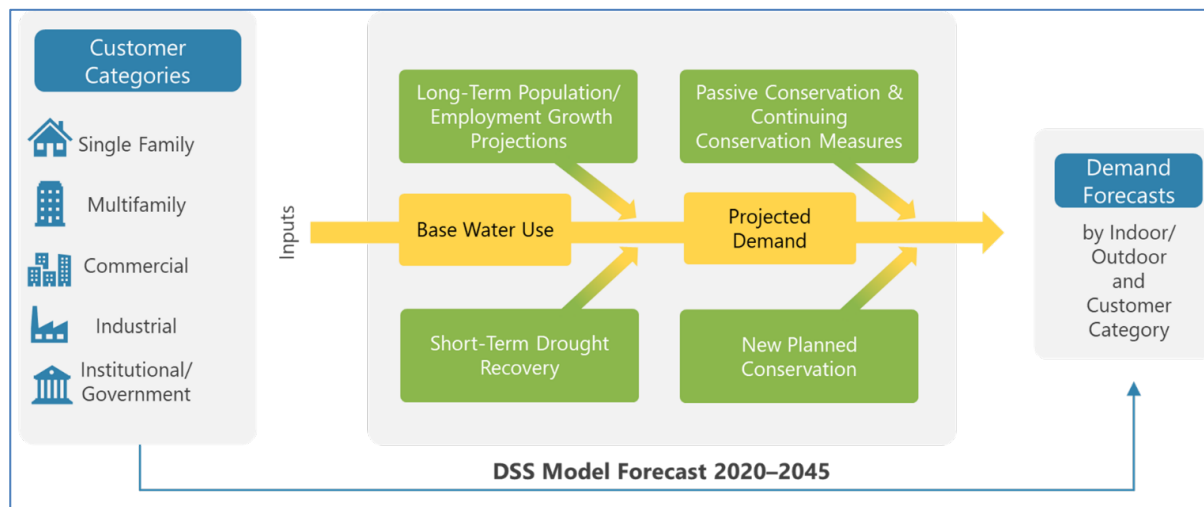 Customer
Categories
Single Family
Multifamily
Commercial
Industrial
Institutional/
Government
Inputs
Long-Term Population/
Employment Growth
Projections
Passive Conservation &
Continuing
Conservation Measures
Base Water Use
Projected
Demand
Short-Term Drought
Recovery
New Planned
Conservation
Demand
Forecasts
by Indoor/
Outdoor
and
Customer
Category
DSS Model Forecast 2020–2045